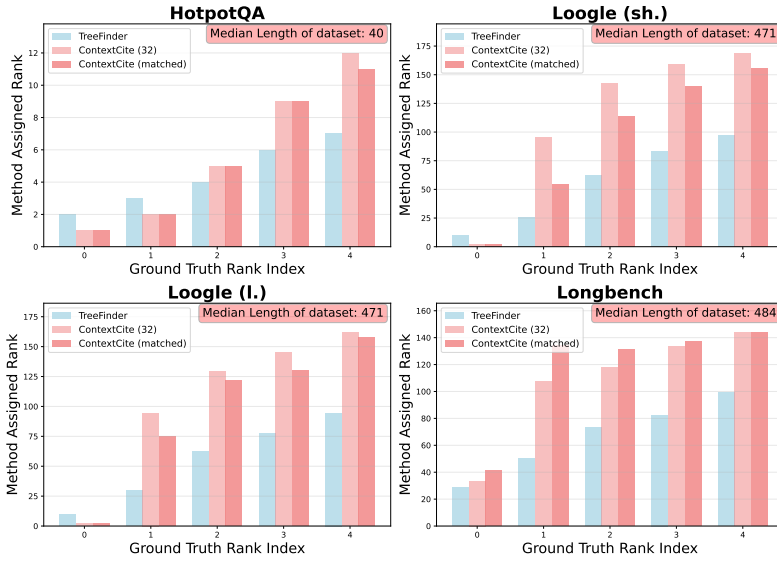 HotpotQA
Median Length of dataset: 40
TreeFinder
ContextCite (32)
ContextCite (matched)
Method Assigned Rank
12
10
8
6
4
2
0
0 1 2 3 4
Ground Truth Rank Index
Loogle (sh.)
Median Length of dataset: 471
TreeFinder
ContextCite (32)
ContextCite (matched)
Method Assigned Rank
175
150
125
100
75
50
25
0
0 1 2 3 4
Ground Truth Rank Index
Loogle (l.)
Median Length of dataset: 471
TreeFinder
ContextCite (32)
ContextCite (matched)
Method Assigned Rank
175
150
125
100
75
50
25
0
0 1 2 3 4
Ground Truth Rank Index
Longbench
Median Length of dataset: 484
TreeFinder
ContextCite (32)
ContextCite (matched)
Method Assigned Rank
160
140
120
100
80
60
40
20
0
0 1 2 3 4
Ground Truth Rank Index